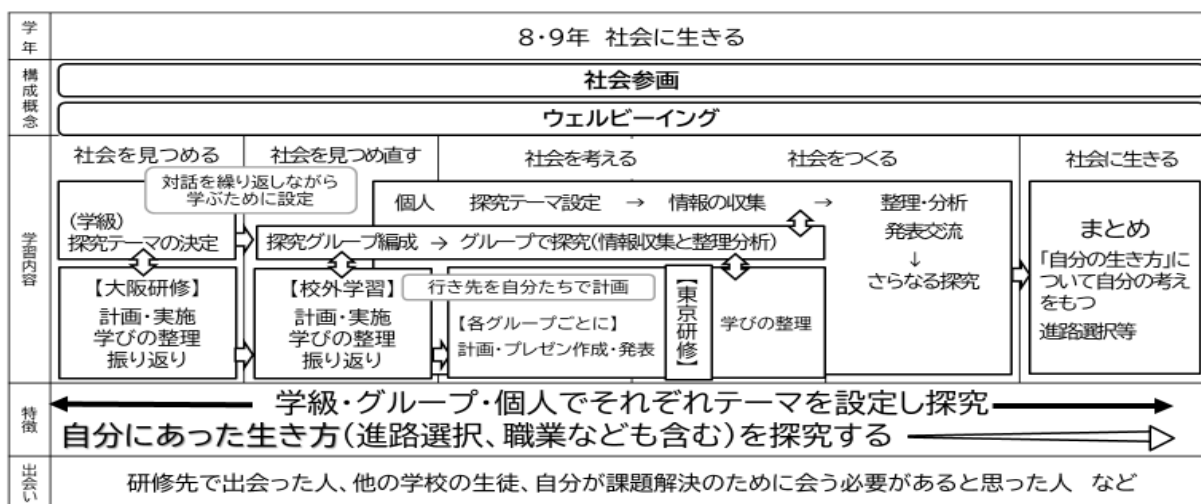 学年
8・9年 社会に生きる
構成概念
社会参画
ウェルビーイング
学習内容
社会を見つめる
社会を見つめ直す
社会を考える
社会をつくる
社会に生きる
対話を繰り返しながら
学ぶために設定
(学級)
探究テーマの決定
個人 探究テーマ設定 → 情報の収集 → 整理・分析
発表交流
↓
さらなる探究
探究グループ編成 → グループで探究(情報収集と整理分析)
【大阪研修】
計画・実施
学びの整理
振り返り
【校外学習】
計画・実施
学びの整理
振り返り
行き先を自分たちで計画
【各グループごとに】
計画・プレゼン作成・発表
【東京研修】
学びの整理
まとめ
「自分の生き方」に
ついて自分の考え
をもつ
進路選択等
特徴
学級・グループ・個人でそれぞれテーマを設定し探究
自分にあった生き方(進路選択、職業なども含む)を探究する
出会い
研修先で出会った人、他の学校の生徒、自分が課題解決のために会う必要があると思った人 など